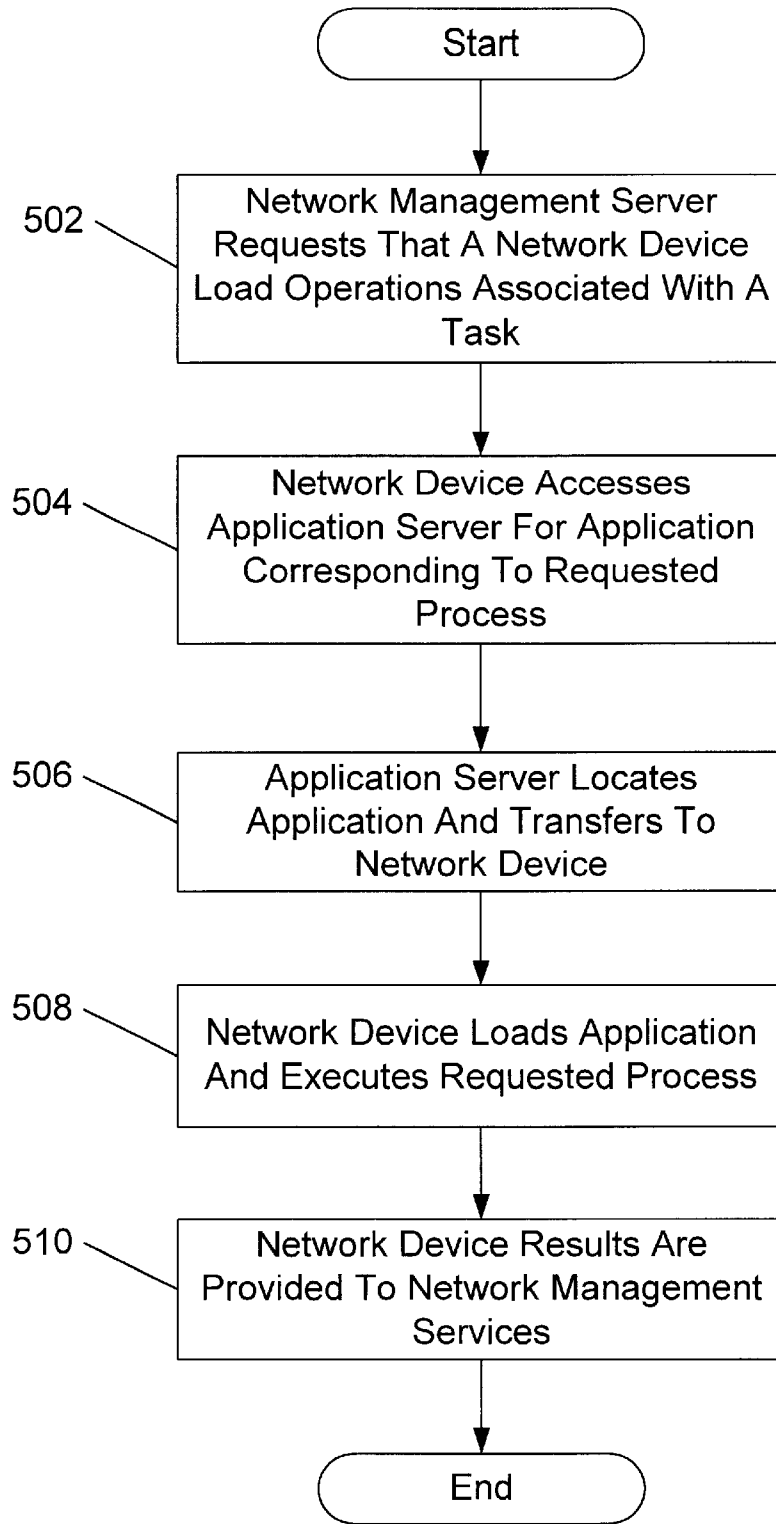 Start
502
Network Management Server
Requests That A Network Device
Load Operations Associated With A
Task
504
Network Device Accesses
Application Server For Application
Corresponding To Requested
Process
506
Application Server Locates
Application And Transfers To
Network Device
508
Network Device Loads Application
And Executes Requested Process
510
Network Device Results Are
Provided To Network Management
Services
End